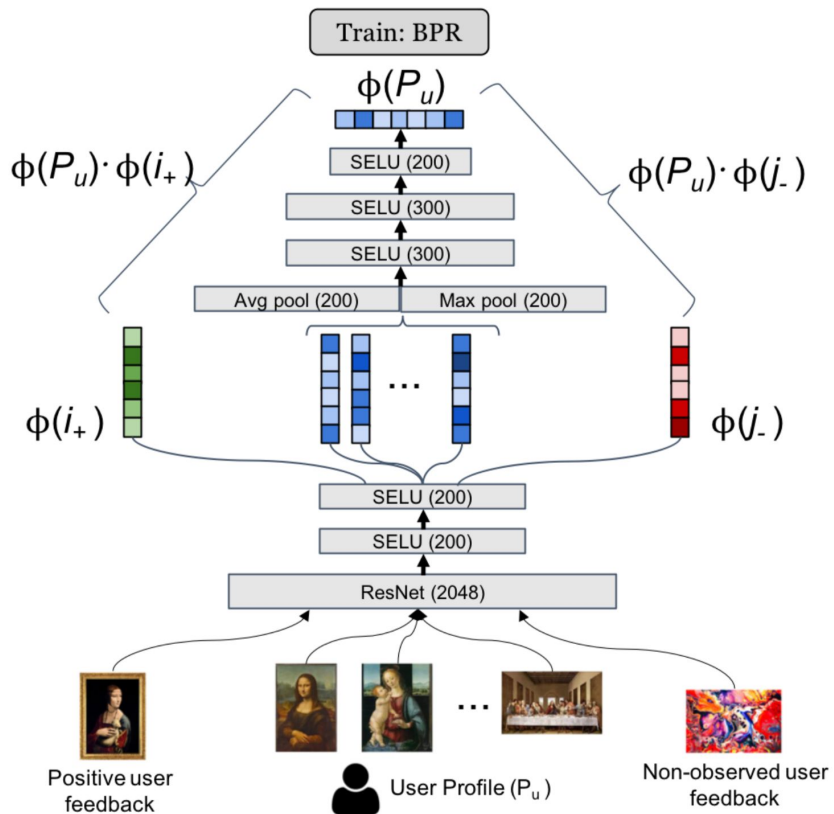 Train: BPR
ϕ(Pᵤ)
SELU (200)
ϕ(Pᵤ)· ϕ(i₊)
ϕ(Pᵤ)· ϕ(j₋)
SELU (300)
SELU (300)
Avg pool (200)
Max pool (200)
...
ϕ(i₊)
ϕ(j₋)
SELU (200)
SELU (200)
ResNet (2048)
...
Positive user
feedback
User Profile (Pᵤ )
Non-observed user
feedback